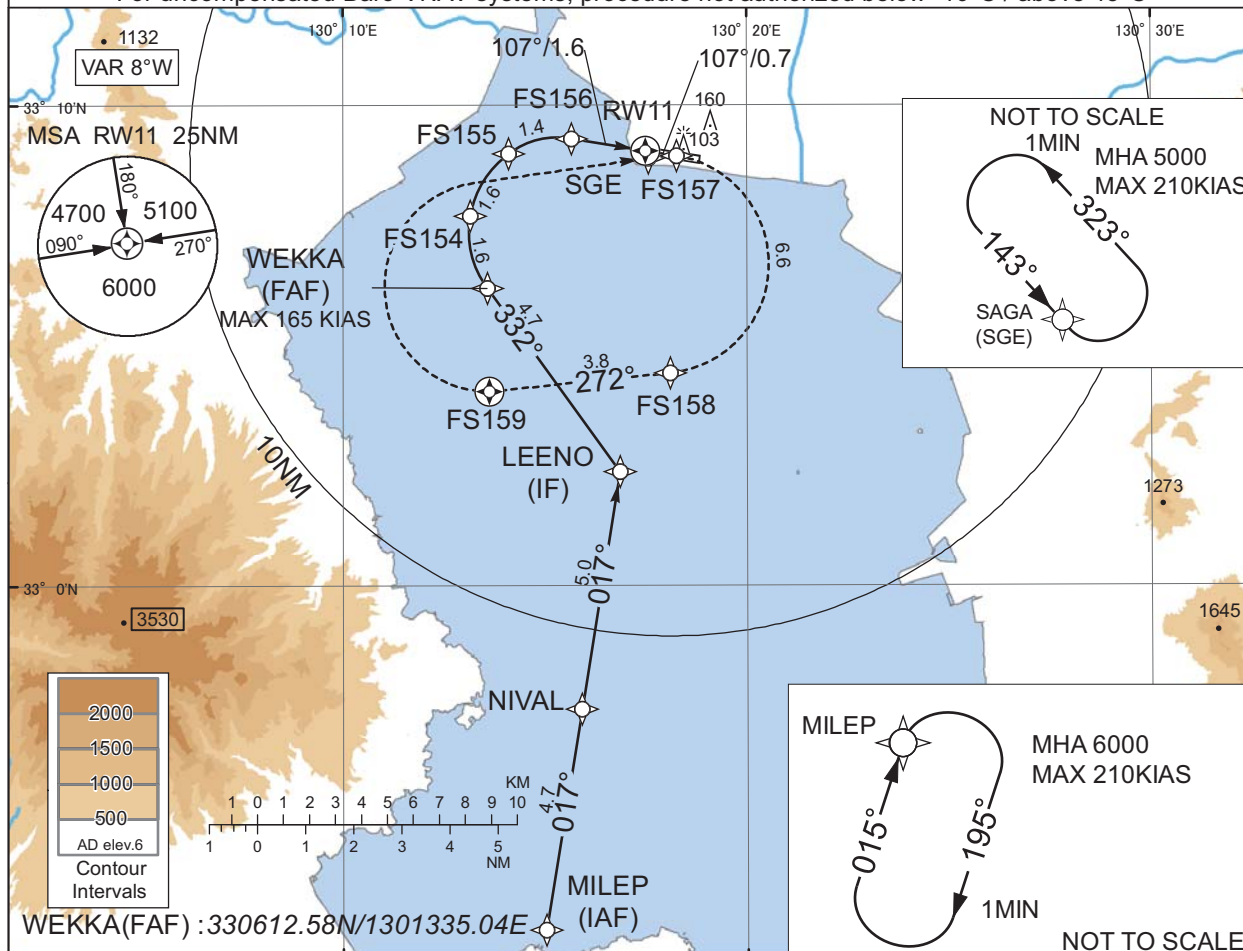 130° 10'E
130° 20'E
130° 30'E
1132
VAR 8°W
107°/1.6
107°/0.7
33° 10'N
MSA RW11 25NM
180°
4700
5100
090°
270°
6000
FS156
RW11
160
103
FS155
1.4
SGE
FS157
1.6
FS154
1.6
WEKKA
(FAF)
MAX 165 KIAS
4.7
332°
6.6
3.8
272°
FS159
FS158
LEENO
(IF)
10NM
NOT TO SCALE
1MIN
MHA 5000
MAX 210KIAS
323°
143°
SAGA
(SGE)
1273
33° 0'N
5.0
017°
3530
1645
NIVAL
2000
1500
1000
500
AD elev.6
Contour
Intervals
KM
1 0 1 2 3 4 5 6 7 8 9 10
1 0 1 2 3 4 5
NM
4.7
017°
MILEP
(IAF)
WEKKA(FAF) :330612.58N/1301335.04E
MILEP
MHA 6000
MAX 210KIAS
015°
195°
1MIN
NOT TO SCALE